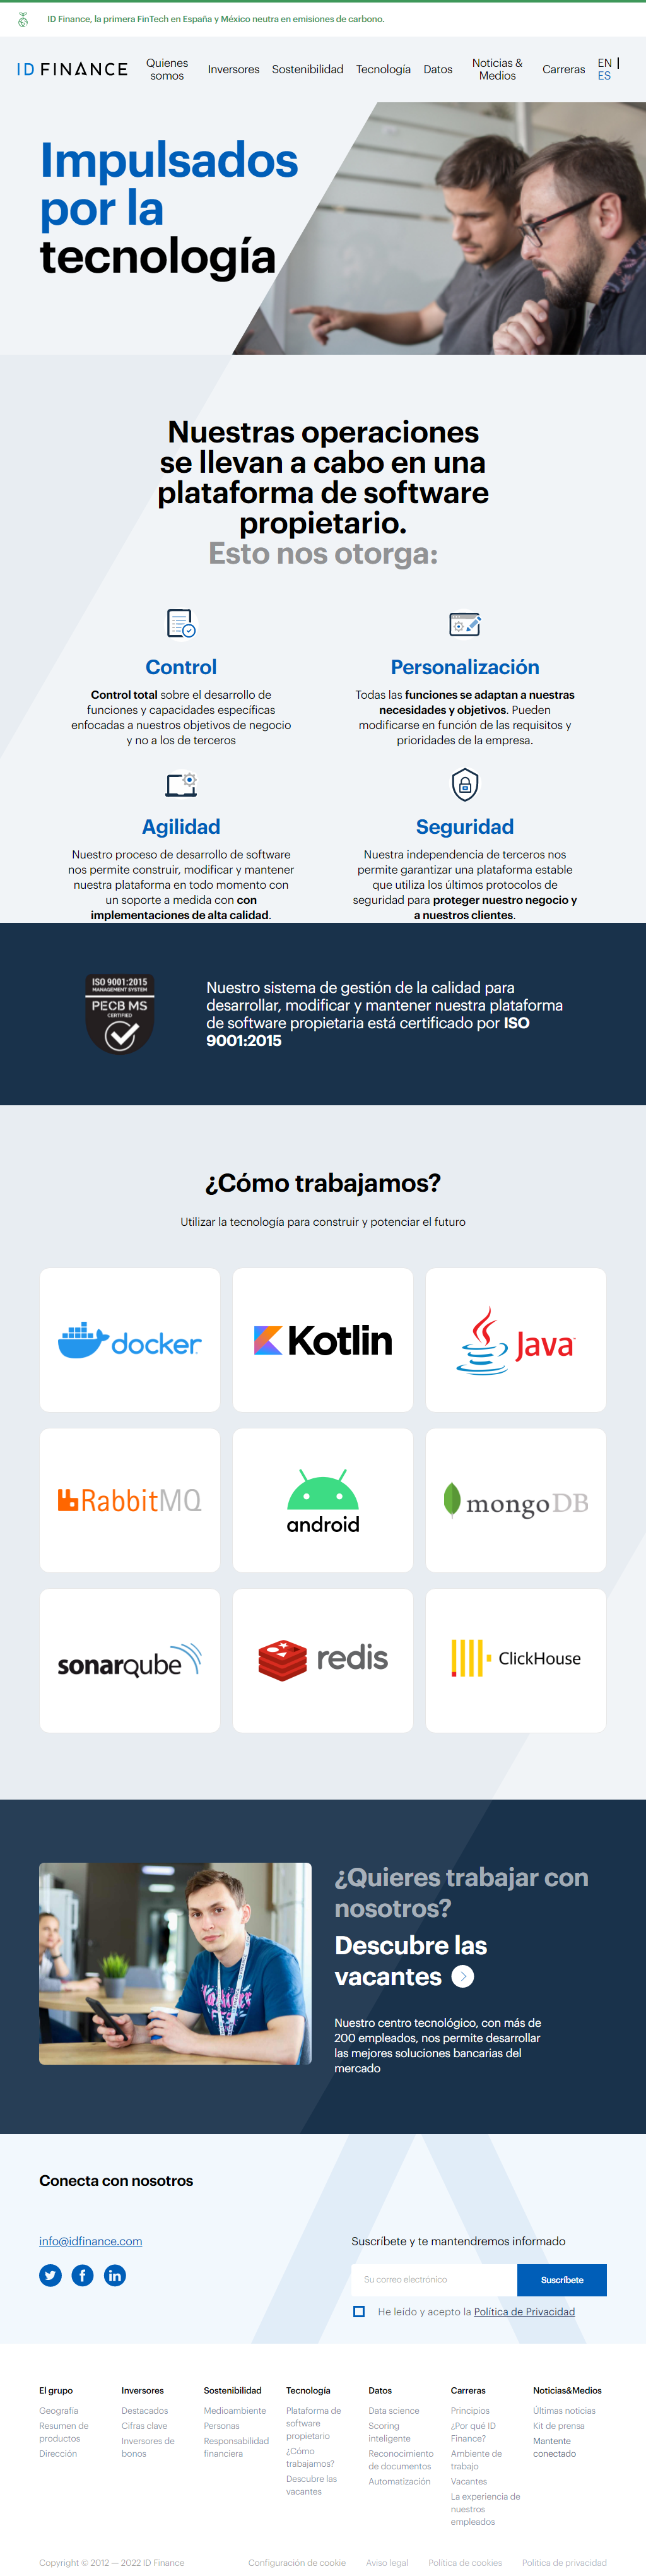 ID Finance, la primera FinTech en España y México neutra en emisiones de carbono.
ID FINANCE
Quienes somos
Inversores
Sostenibilidad
Tecnología
Datos
Noticias & Medios
Carreras
EN
ES
Impulsados
por la
tecnología
Nuestras operaciones
se llevan a cabo en una
plataforma de software
propietario.
Esto nos otorga:
Control
Control total sobre el desarrollo de
funciones y capacidades específicas
enfocadas a nuestros objetivos de negocio
y no a los de terceros
Personalización
Todas las funciones se adaptan a nuestras
necesidades y objetivos. Pueden
modificarse en función de las requisitos y
prioridades de la empresa.
Agilidad
Nuestro proceso de desarrollo de software
nos permite construir, modificar y mantener
nuestra plataforma en todo momento con
un soporte a medida con con
implementaciones de alta calidad.
Seguridad
Nuestra independencia de terceros nos
permite garantizar una plataforma estable
que utiliza los últimos protocolos de
seguridad para proteger nuestro negocio y
a nuestros clientes.
ISO 9001:2015
MANAGEMENT SYSTEM
PECB MS
CERTIFIED
Nuestro sistema de gestión de la calidad para
desarrollar, modificar y mantener nuestra plataforma
de software propietaria está certificado por ISO
9001:2015
¿Cómo trabajamos?
Utilizar la tecnología para construir y potenciar el futuro
docker
Kotlin
Java
RabbitMQ
android
mongoDB
sonarqube
redis
ClickHouse
¿Quieres trabajar con
nosotros?
Descubre las
vacantes
Nuestro centro tecnológico, con más de
200 empleados, nos permite desarrollar
las mejores soluciones bancarias del
mercado
Conecta con nosotros
info@idfinance.com
Suscríbete y te mantendremos informado
Su correo electrónico
Suscríbete
He leído y acepto la Política de Privacidad
El grupo
Geografía
Resumen de
productos
Dirección
Inversores
Destacados
Cifras clave
Inversores de
bonos
Sostenibilidad
Medioambiente
Personas
Responsabilidad
financiera
Tecnología
Plataforma de
software
propietario
¿Cómo
trabajamos?
Descubre las
vacantes
Datos
Data science
Scoring
inteligente
Reconocimiento
de documentos
Automatización
Carreras
Principios
¿Por qué ID
Finance?
Ambiente de
trabajo
Vacantes
La experiencia de
nuestros
empleados
Noticias&Medios
Últimas noticias
Kit de prensa
Mantente
conectado
Copyright © 2012 — 2022 ID Finance
Configuración de cookie
Aviso legal
Política de cookies
Politica de privacidad